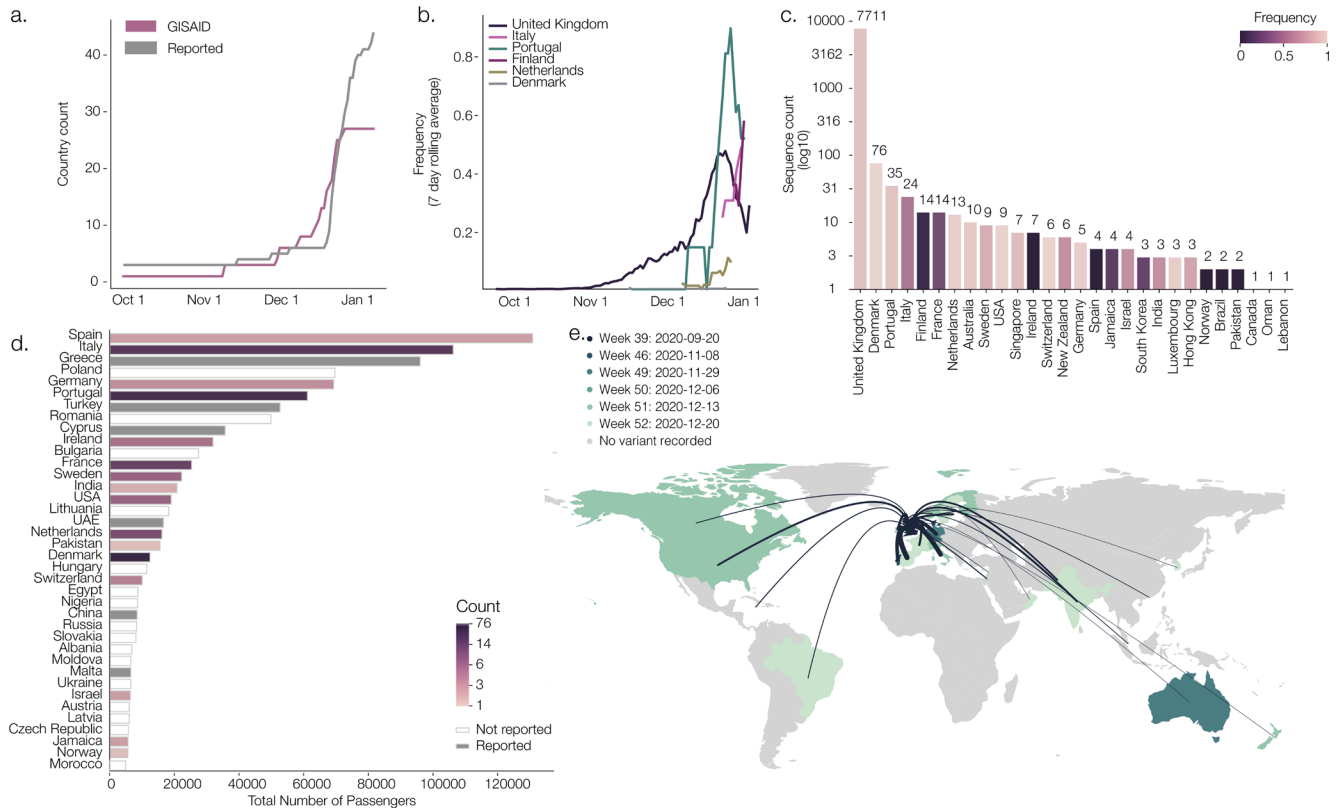 a.
GISAID
Reported
Country count
40
30
20
10
0
Oct 1
Nov 1
Dec 1
Jan 1
b.
United Kingdom
Italy
Portugal
Finland
Netherlands
Denmark
Frequency
(7 day rolling average)
0.8
0.6
0.4
0.2
Oct 1
Nov 1
Dec 1
Jan 1
c.
Frequency
0
0.5
1
Sequence count
(log10)
10000
3162
1000
316
100
31
10
3
1
7711
76
35
24
14
14
13
10
9
9
7
7
6
6
5
4
4
4
3
3
3
3
2
2
2
1
1
1
United Kingdom
Denmark
Portugal
Italy
Finland
France
Netherlands
Australia
Sweden
USA
Singapore
Ireland
Switzerland
New Zealand
Germany
Spain
Jamaica
Israel
South Korea
India
Luxembourg
Hong Kong
Norway
Brazil
Pakistan
Canada
Oman
Lebanon
d.
Spain
Italy
Greece
Poland
Germany
Portugal
Turkey
Romania
Cyprus
Ireland
Bulgaria
France
Sweden
India
USA
Lithuania
UAE
Netherlands
Pakistan
Denmark
Hungary
Switzerland
Egypt
Nigeria
China
Russia
Slovakia
Albania
Moldova
Malta
Ukraine
Israel
Austria
Latvia
Czech Republic
Jamaica
Norway
Morocco
0
20000
40000
60000
80000
100000
120000
Total Number of Passengers
Count
76
14
6
3
1
Not reported
Reported
e.
Week 39: 2020-09-20
Week 46: 2020-11-08
Week 49: 2020-11-29
Week 50: 2020-12-06
Week 51: 2020-12-13
Week 52: 2020-12-20
No variant recorded